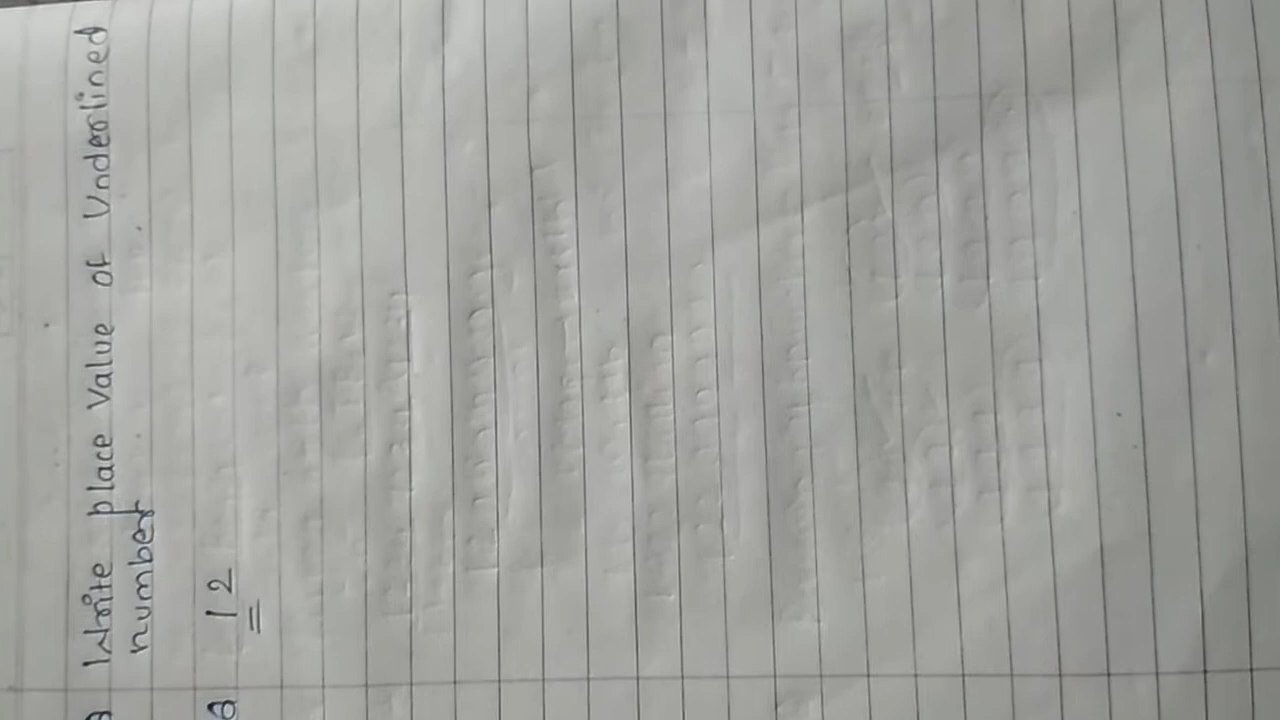 Write place value of Underlined
number
a 12